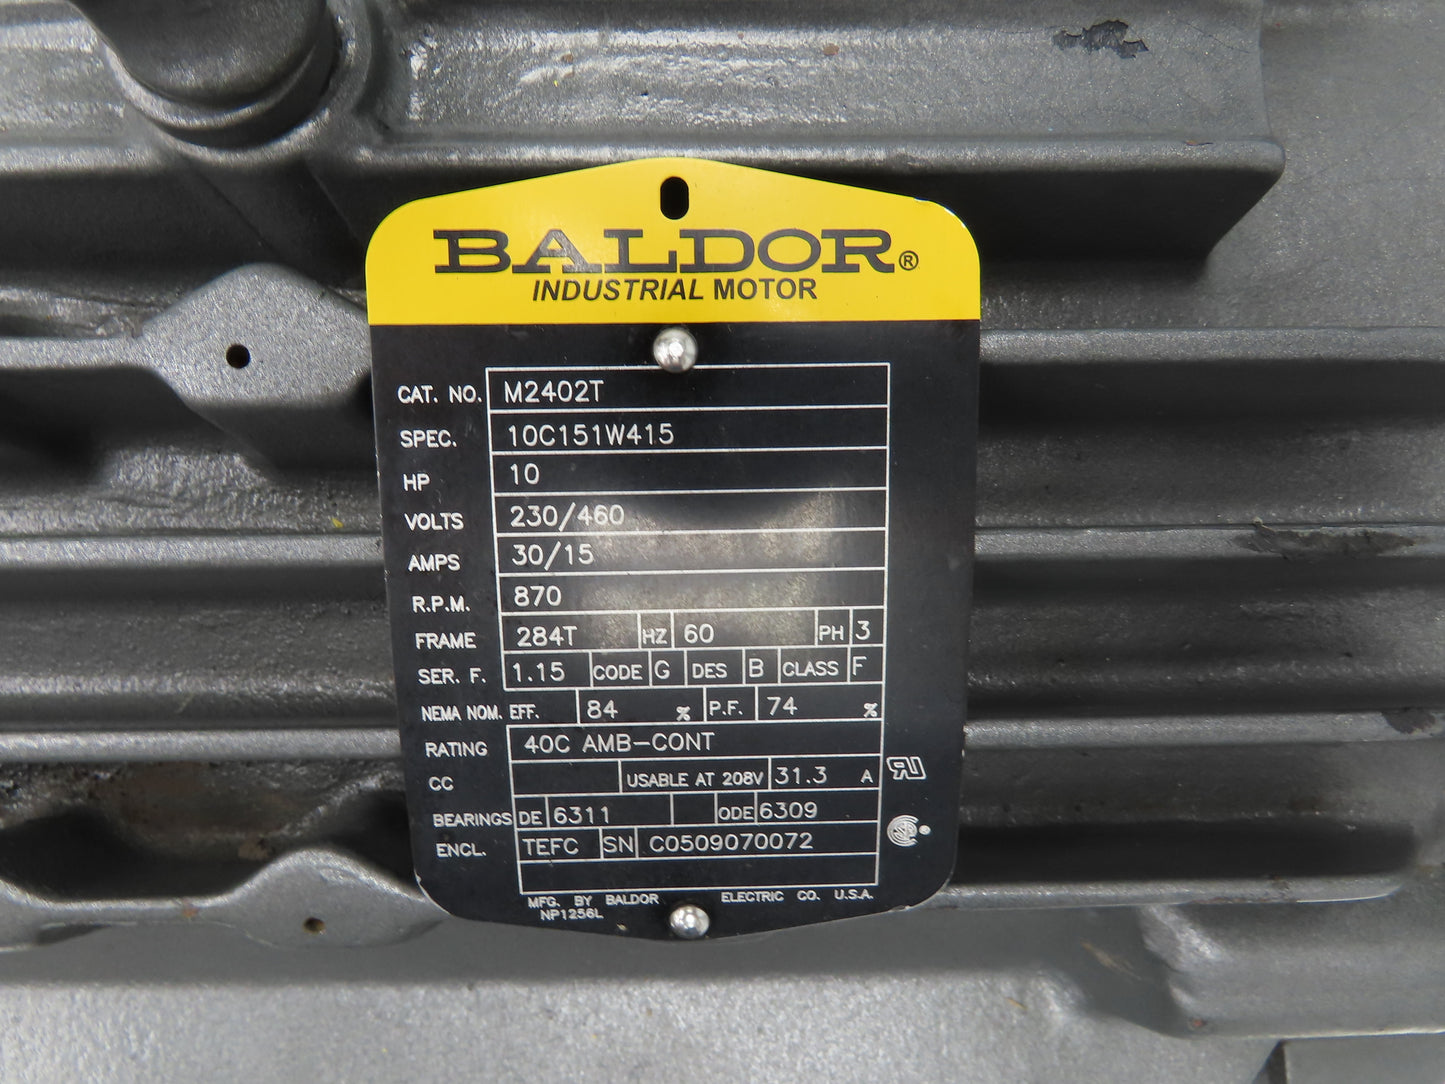 BALDOR®
INDUSTRIAL MOTOR
CAT. NO. M2402T
SPEC. 10C151W415
HP 10
VOLTS 230/460
AMPS 30/15
R.P.M. 870
FRAME 284T HZ 60 PH 3
SER. F. 1.15 CODE G DES B CLASS F
NEMA NOM. EFF. 84 % P.F. 74 %
RATING 40C AMB-CONT
CC USABLE AT 208V 31.3 A
BEARINGS DE 6311 ODE 6309
ENCL. TEFC SN C0509070072
MFG. BY BALDOR ELECTRIC CO. U.S.A.
NP1256L